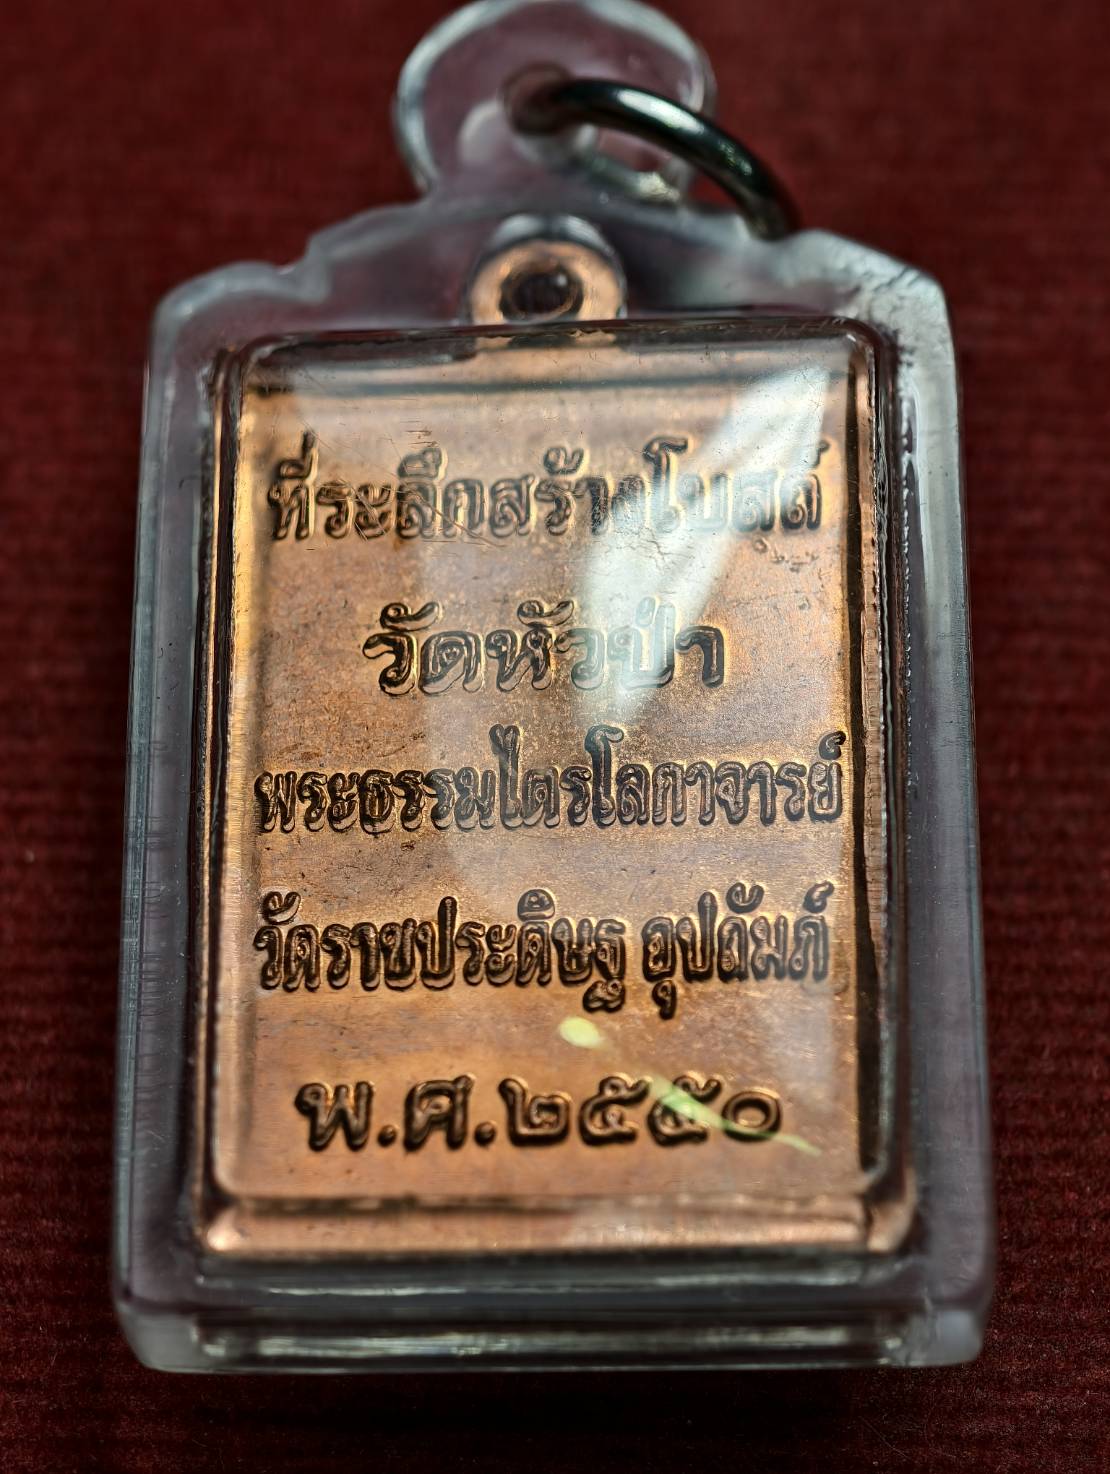 ที่ระลึกสร้างโบสถ์
วัดหัวป่า
พระธรรมไตรโลกาจารย์
วัดราชประดิษฐ อุปถัมภ์
พ.ศ.๒๕๕๐